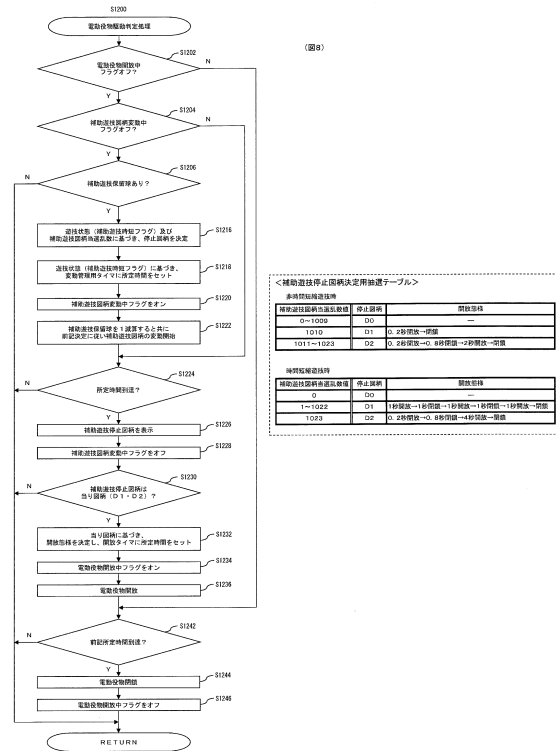 S1200
電動役物駆動判定処理
(図8)
S1202
電動役物開放中
フラグオフ?
N
Y
S1204
補助遊技図柄変動中
フラグオフ?
N
Y
S1206
補助遊技保留球あり?
N
Y
S1216
遊技状態(補助遊技時短フラグ)及び
補助遊技図柄当選乱数に基づき、停止図柄を決定
S1218
遊技状態(補助遊技時短フラグ)に基づき、
変動管理用タイマに所定時間をセット
S1220
補助遊技図柄変動中フラグをオン
S1222
補助遊技保留球を1減算すると共に
前記決定に従い補助遊技図柄の変動開始
S1224
所定時間到達?
N
Y
S1226
補助遊技停止図柄を表示
S1228
補助遊技図柄変動中フラグをオフ
S1230
補助遊技停止図柄は
当り図柄(D1・D2)?
N
Y
S1232
当り図柄に基づき、
開放態様を決定し、開放タイマに所定時間をセット
S1234
電動役物開放中フラグをオン
S1236
電動役物開放
S1242
前記所定時間到達?
N
Y
S1244
電動役物閉鎖
S1246
電動役物開放中フラグをオフ
RETURN
<補助遊技停止図柄決定用抽選テーブル>
非時間短縮遊技時
補助遊技図柄当選乱数値 停止図柄 開放態様
0~1009 D0 —
1010 D1 0.2秒開放→閉鎖
1011~1023 D2 0.2秒開放→0.8秒閉鎖→2秒開放→閉鎖
時間短縮遊技時
補助遊技図柄当選乱数値 停止図柄 開放態様
0 D0 —
1~1022 D1 1秒開放→1秒閉鎖→1秒開放→1秒閉鎖→1秒開放→閉鎖
1023 D2 0.2秒開放→0.8秒閉鎖→4秒開放→閉鎖